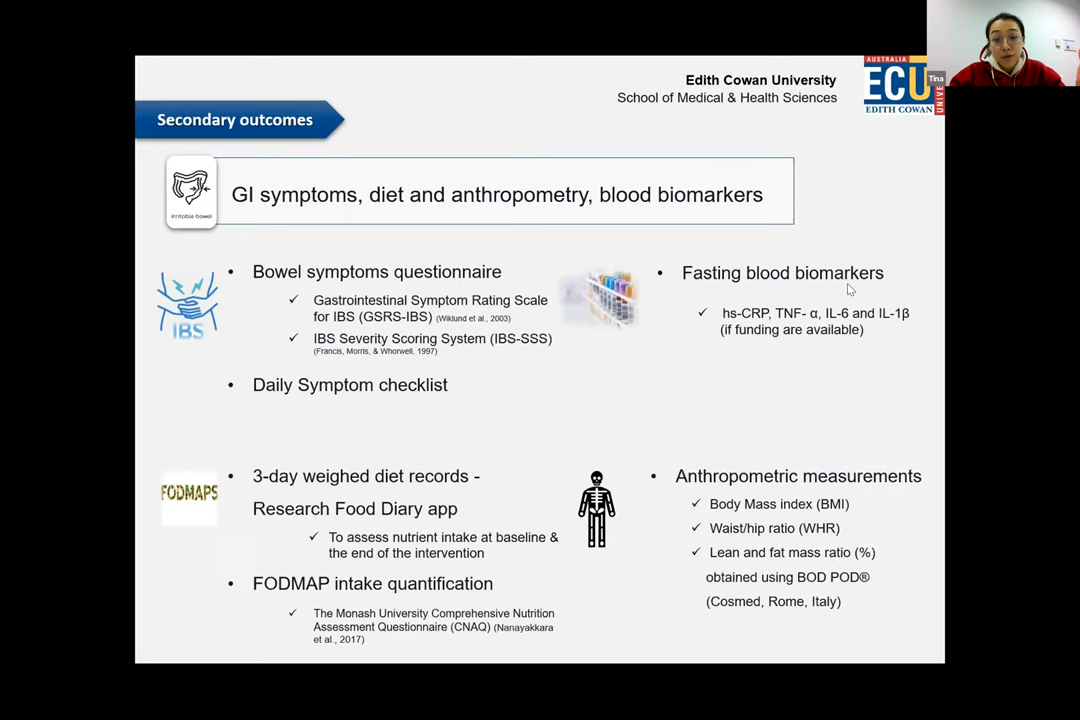 Edith Cowan University
School of Medical & Health Sciences
AUSTRALIA
ECU
EDITH COWAN
Tina
Secondary outcomes
irritable bowel
GI symptoms, diet and anthropometry, blood biomarkers
IBS
• Bowel symptoms questionnaire
✓ Gastrointestinal Symptom Rating Scale
for IBS (GSRS-IBS) (Wiklund et al., 2003)
✓ IBS Severity Scoring System (IBS-SSS)
(Francis, Morris, & Whorwell, 1997)
• Daily Symptom checklist
• Fasting blood biomarkers
✓ hs-CRP, TNF- α, IL-6 and IL-1β
(if funding are available)
FODMAPS
• 3-day weighed diet records -
Research Food Diary app
✓ To assess nutrient intake at baseline &
the end of the intervention
• FODMAP intake quantification
✓ The Monash University Comprehensive Nutrition
Assessment Questionnaire (CNAQ) (Nanayakkara
et al., 2017)
• Anthropometric measurements
✓ Body Mass index (BMI)
✓ Waist/hip ratio (WHR)
✓ Lean and fat mass ratio (%)
obtained using BOD POD®
(Cosmed, Rome, Italy)